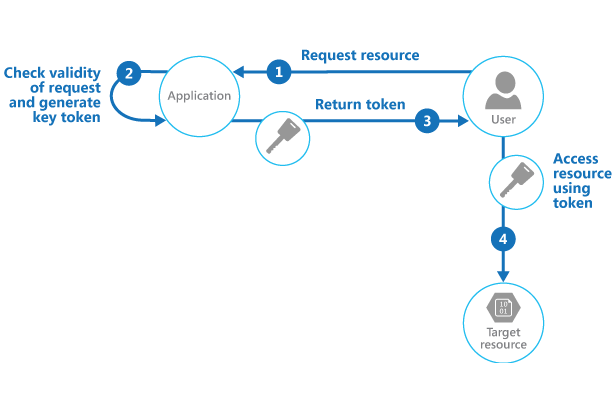 Request resource
1
2
Check validity
of request
and generate
key token
Application
Return token
3
User
Access
resource
using
token
4
10
01
Target
resource